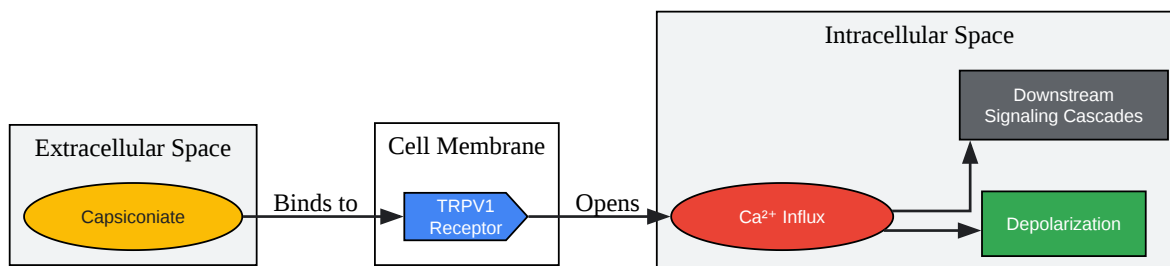 Extracellular Space
Capsiconiate
Binds to
Cell Membrane
TRPV1
Receptor
Opens
Intracellular Space
Ca²⁺ Influx
Downstream
Signaling Cascades
Depolarization